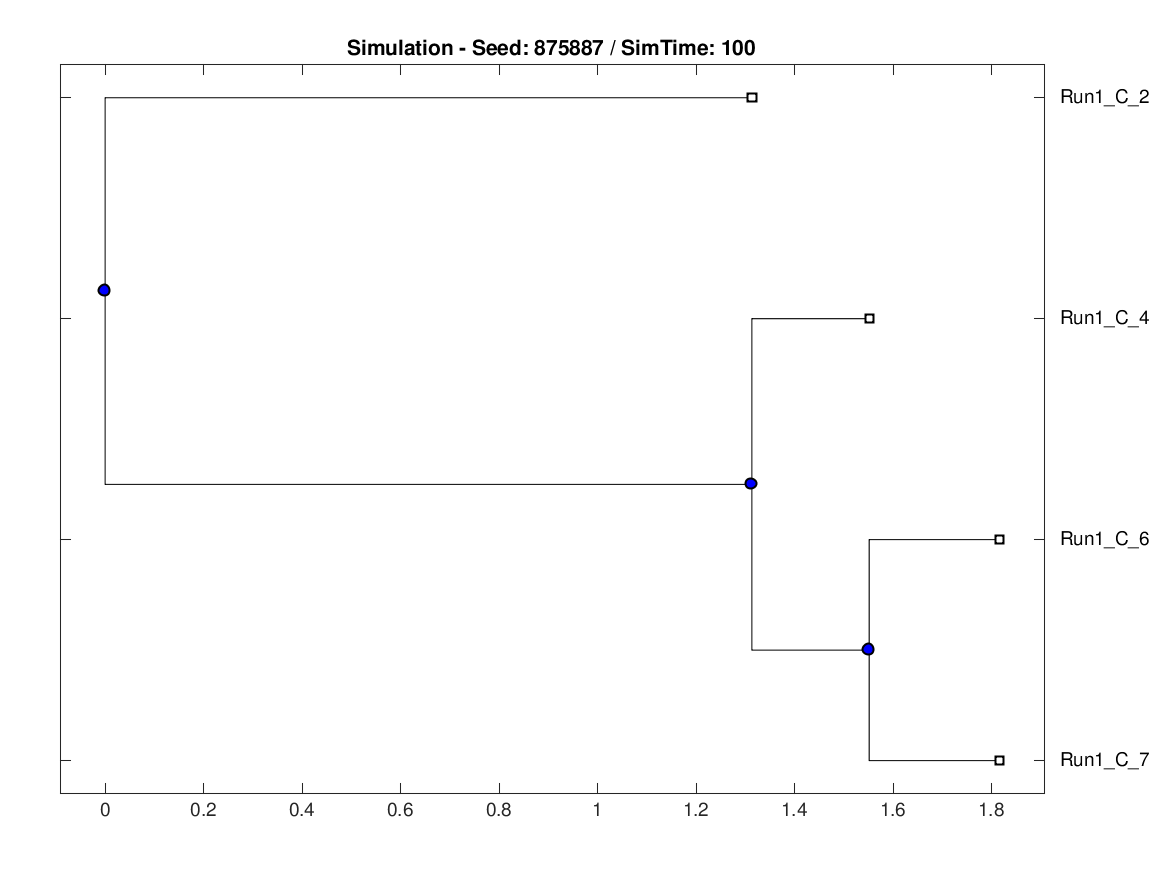 Simulation - Seed: 875887 / SimTime: 100
Run1_C_2
Run1_C_4
Run1_C_6
Run1_C_7
0 0.2 0.4 0.6 0.8 1 1.2 1.4 1.6 1.8